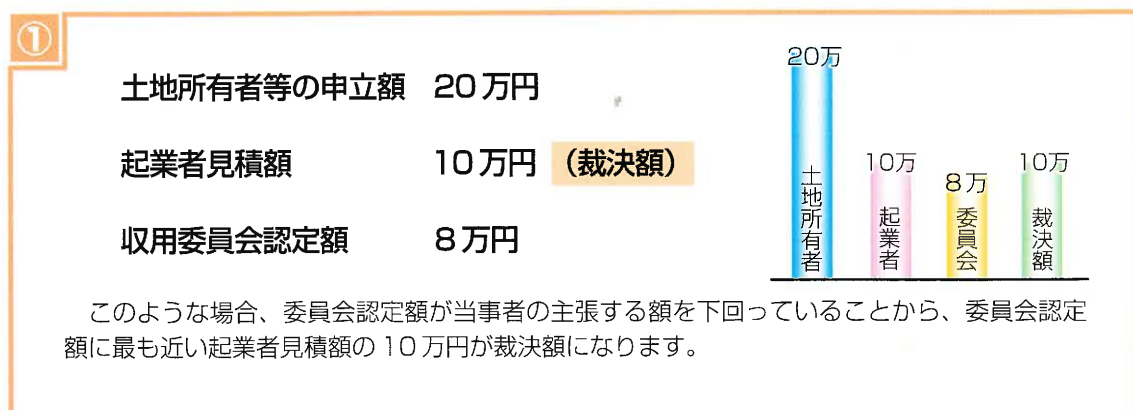 ①
土地所有者等の申立額 20万円
起業者見積額 10万円 (裁決額)
収用委員会認定額 8万円
20万
10万
8万
10万
土地所有者
起業者
委員会
裁決額
このような場合、委員会認定額が当事者の主張する額を下回っていることから、委員会認定
額に最も近い起業者見積額の10万円が裁決額になります。